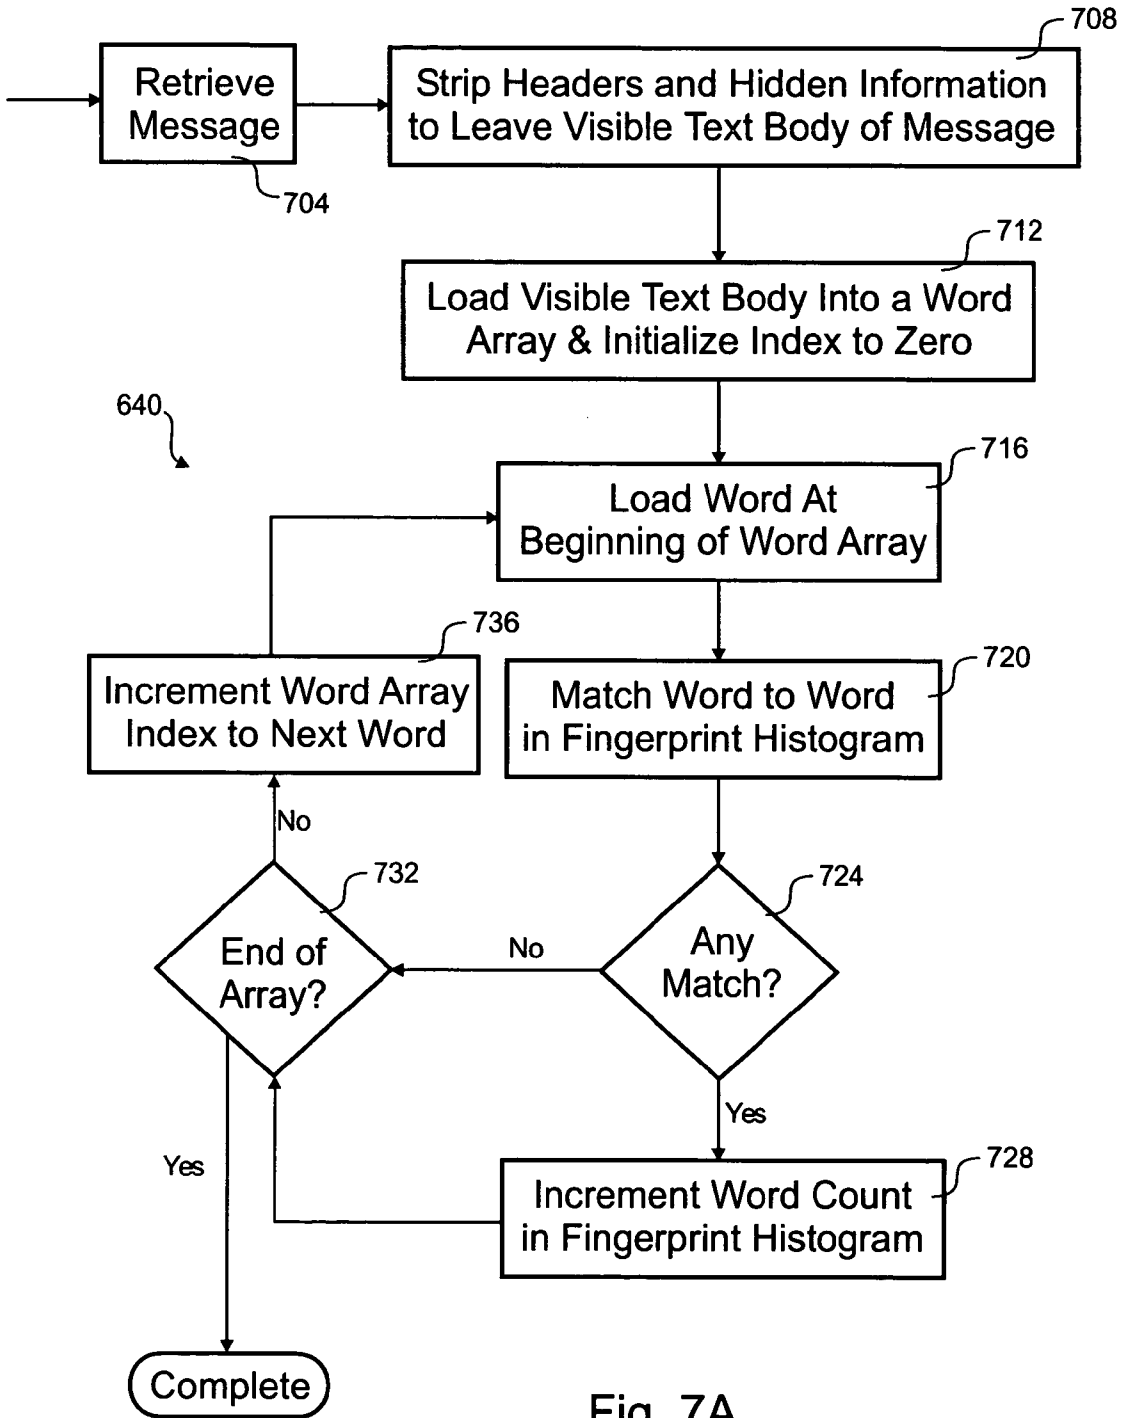 708
Retrieve
Message
704
Strip Headers and Hidden Information
to Leave Visible Text Body of Message
712
Load Visible Text Body Into a Word
Array & Initialize Index to Zero
640
716
Load Word At
Beginning of Word Array
736
Increment Word Array
Index to Next Word
720
Match Word to Word
in Fingerprint Histogram
No
732
End of
Array?
No
724
Any
Match?
Yes
Yes
728
Increment Word Count
in Fingerprint Histogram
Complete
Fig. 7A